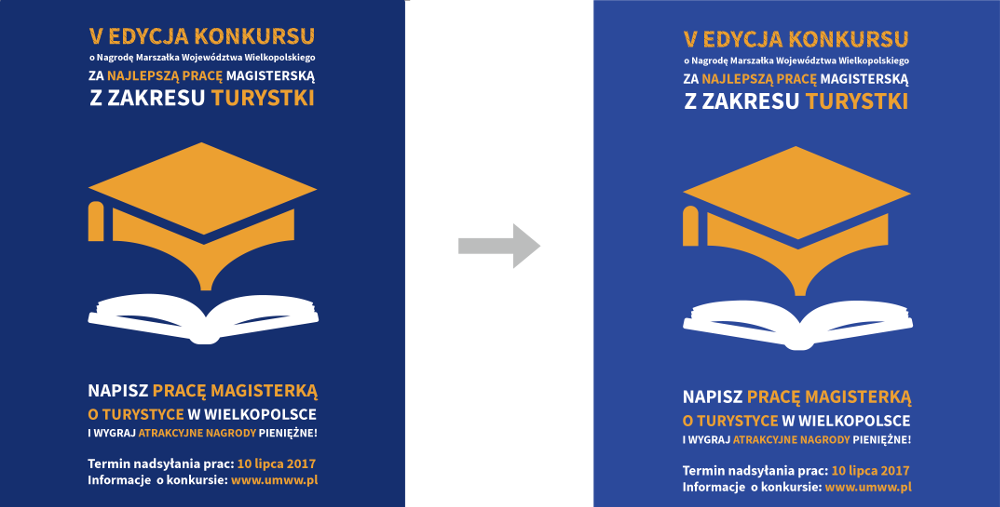 V EDYCJA KONKURSU
o Nagrodę Marszałka Województwa Wielkopolskiego
ZA NAJLEPSZĄ PRACĘ MAGISTERSKĄ
Z ZAKRESU TURYSTKI
NAPISZ PRACĘ MAGISTERKĄ
O TURYSTYCE W WIELKOPOLSCE
I WYGRAJ ATRAKCYJNE NAGRODY PIENIĘŻNE!
Termin nadsyłania prac: 10 lipca 2017
Informacje o konkursie: www.umww.pl
V EDYCJA KONKURSU
o Nagrodę Marszałka Województwa Wielkopolskiego
ZA NAJLEPSZĄ PRACĘ MAGISTERSKĄ
Z ZAKRESU TURYSTKI
NAPISZ PRACĘ MAGISTERKĄ
O TURYSTYCE W WIELKOPOLSCE
I WYGRAJ ATRAKCYJNE NAGRODY PIENIĘŻNE!
Termin nadsyłania prac: 10 lipca 2017
Informacje o konkursie: www.umww.pl